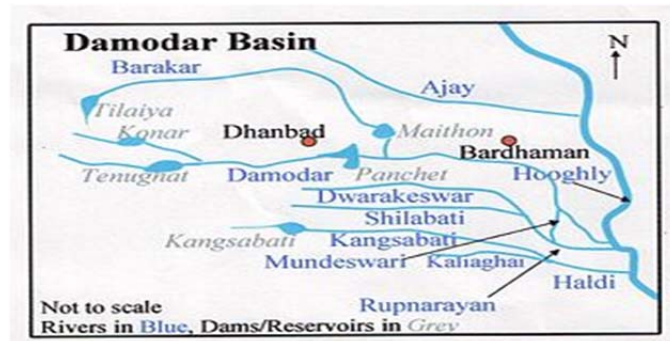 Damodar Basin
N
Barakar
Ajay
Tilaiya
Konar
Dhanbad
Maithon
Bardhaman
Tenughat
Damodar
Panchet
Hooghly
Dwarakeswar
Shilabati
Kangsabati
Kangsabati
Mundeswari
Kaliaghai
Haldi
Rupnarayan
Not to scale
Rivers in Blue, Dams/Reservoirs in Grey